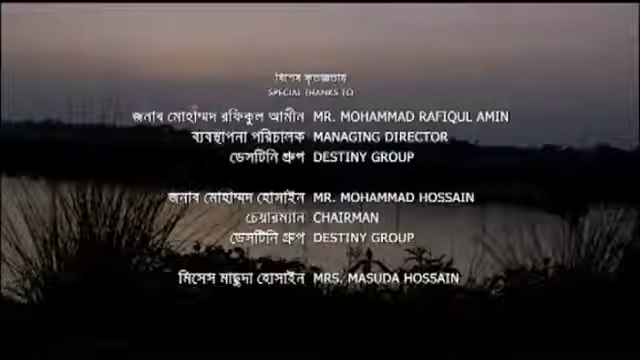 বিশেষ কৃতজ্ঞতায়
SPECIAL THANKS TO
জনাব মোহাম্মদ রফিকুল আমীন MR. MOHAMMAD RAFIQUL AMIN
ব্যবস্থাপনা পরিচালক MANAGING DIRECTOR
ডেসটিনি গ্রুপ DESTINY GROUP
জনাব মোহাম্মদ হোসাইন MR. MOHAMMAD HOSSAIN
চেয়ারম্যান CHAIRMAN
ডেসটিনি গ্রুপ DESTINY GROUP
মিসেস মাছুদা হোসাইন MRS. MASUDA HOSSAIN